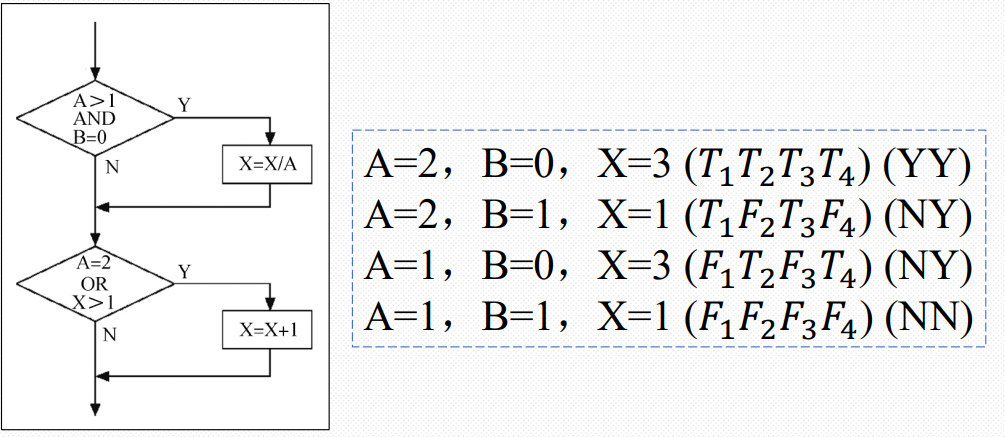 A>1
AND
B=0
Y
N
X=X/A
A=2
OR
X>1
Y
N
X=X+1
A=2，B=0，X=3 (T₁T₂T₃T₄) (YY)
A=2，B=1，X=1 (T₁F₂T₃F₄) (NY)
A=1，B=0，X=3 (F₁T₂F₃T₄) (NY)
A=1，B=1，X=1 (F₁F₂F₃F₄) (NN)